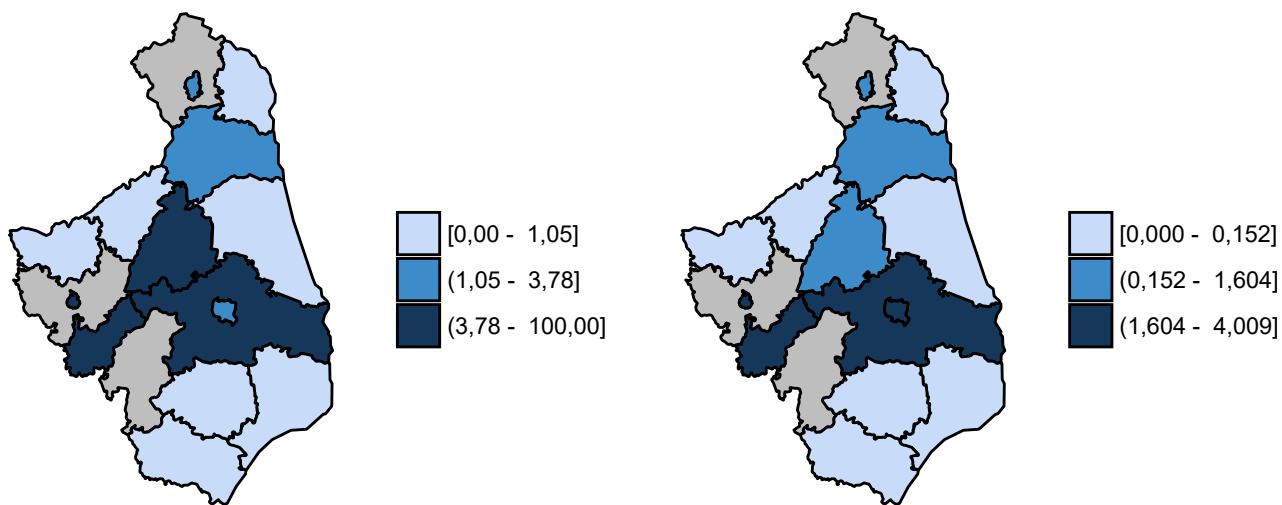 [0,00 - 1,05]
(1,05 - 3,78]
(3,78 - 100,00]
[0,000 - 0,152]
(0,152 - 1,604]
(1,604 - 4,009]